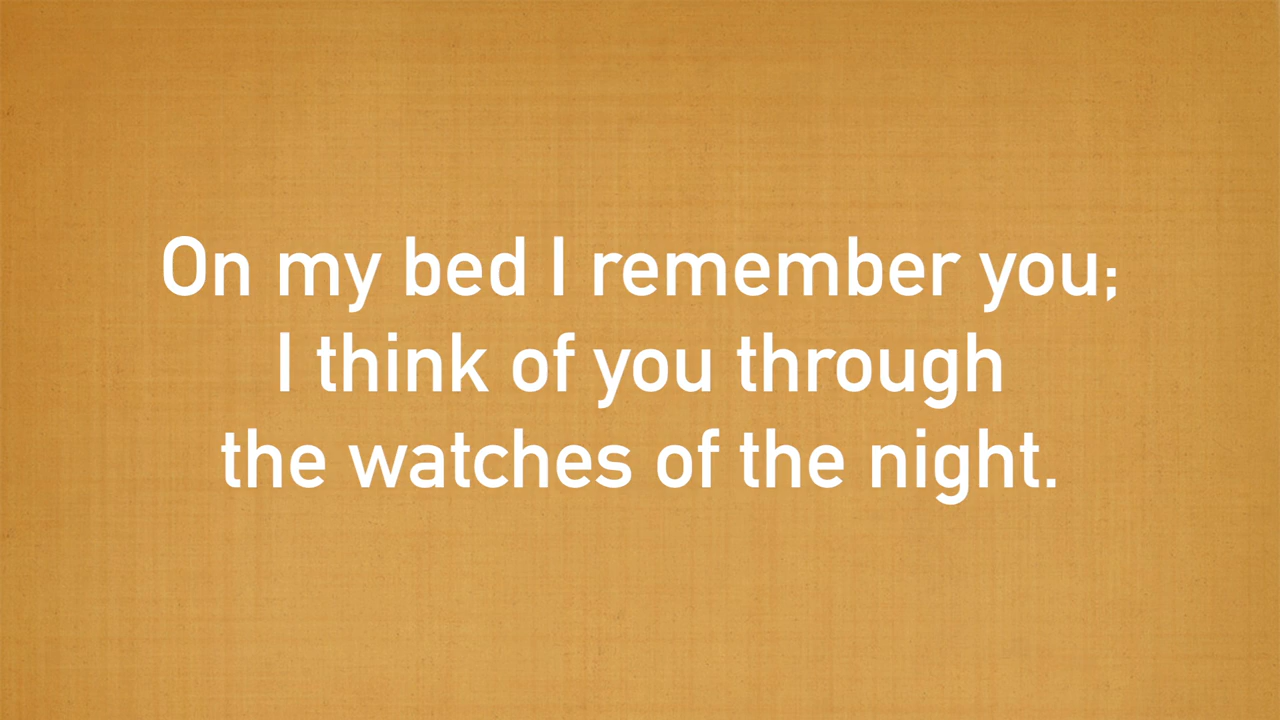 On my bed I remember you;
I think of you through
the watches of the night.